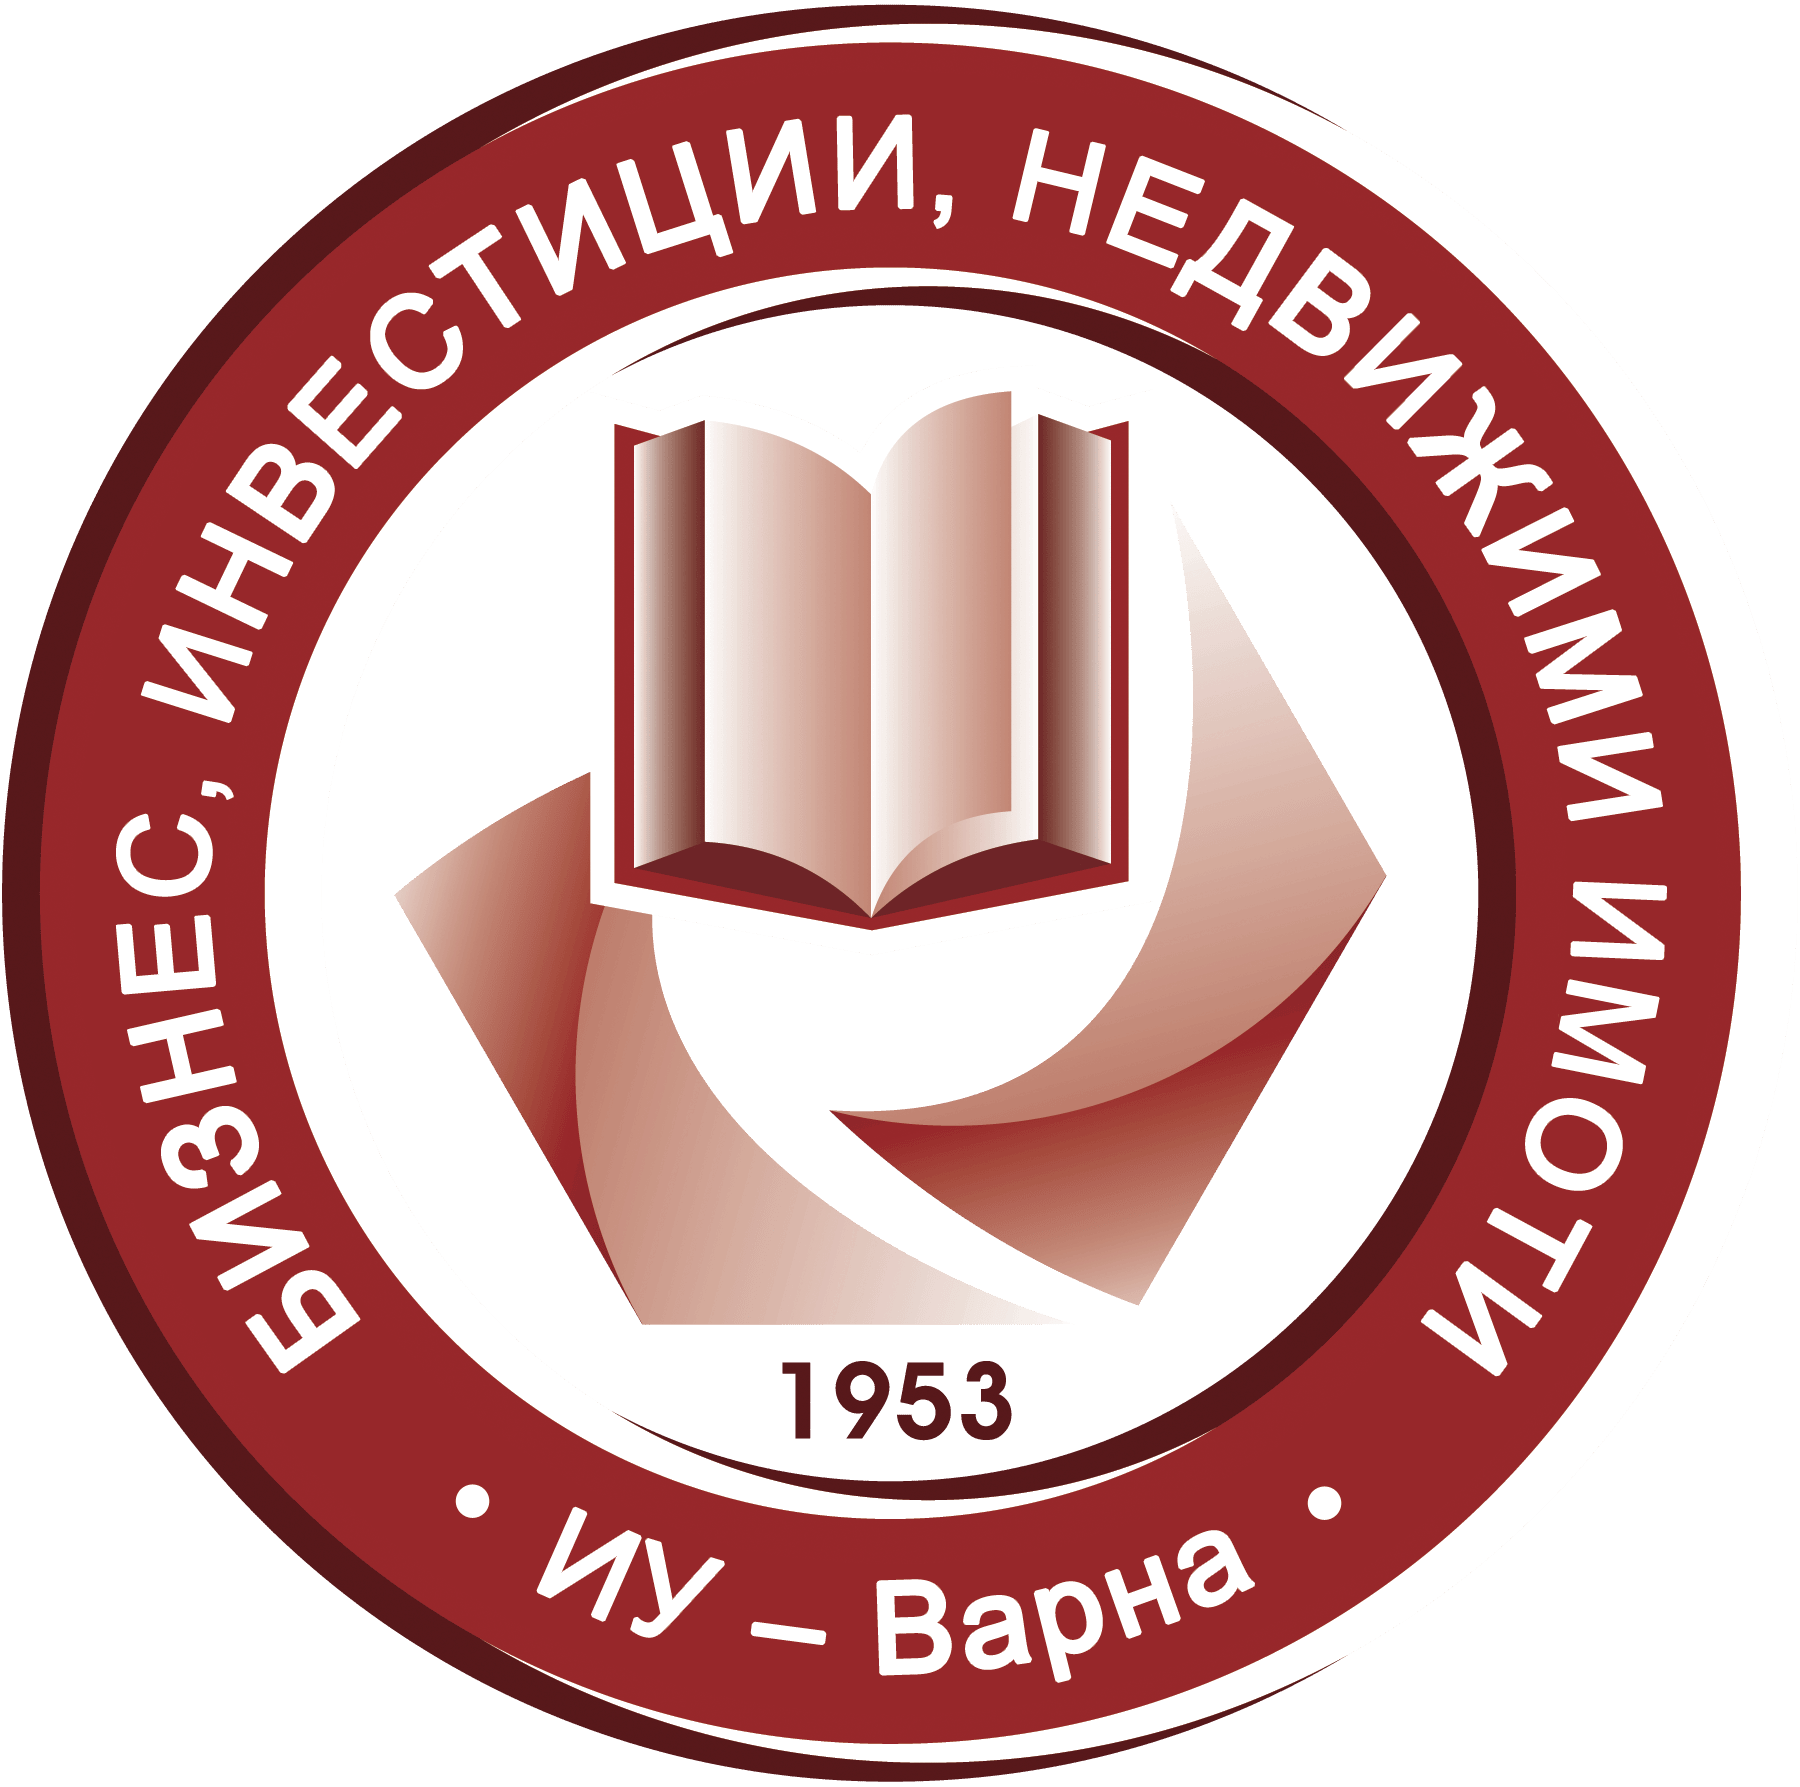 БИЗНЕС, ИНВЕСТИЦИИ, НЕДВИЖИМИ ИМОТИ
1953
• ИУ – Варна •